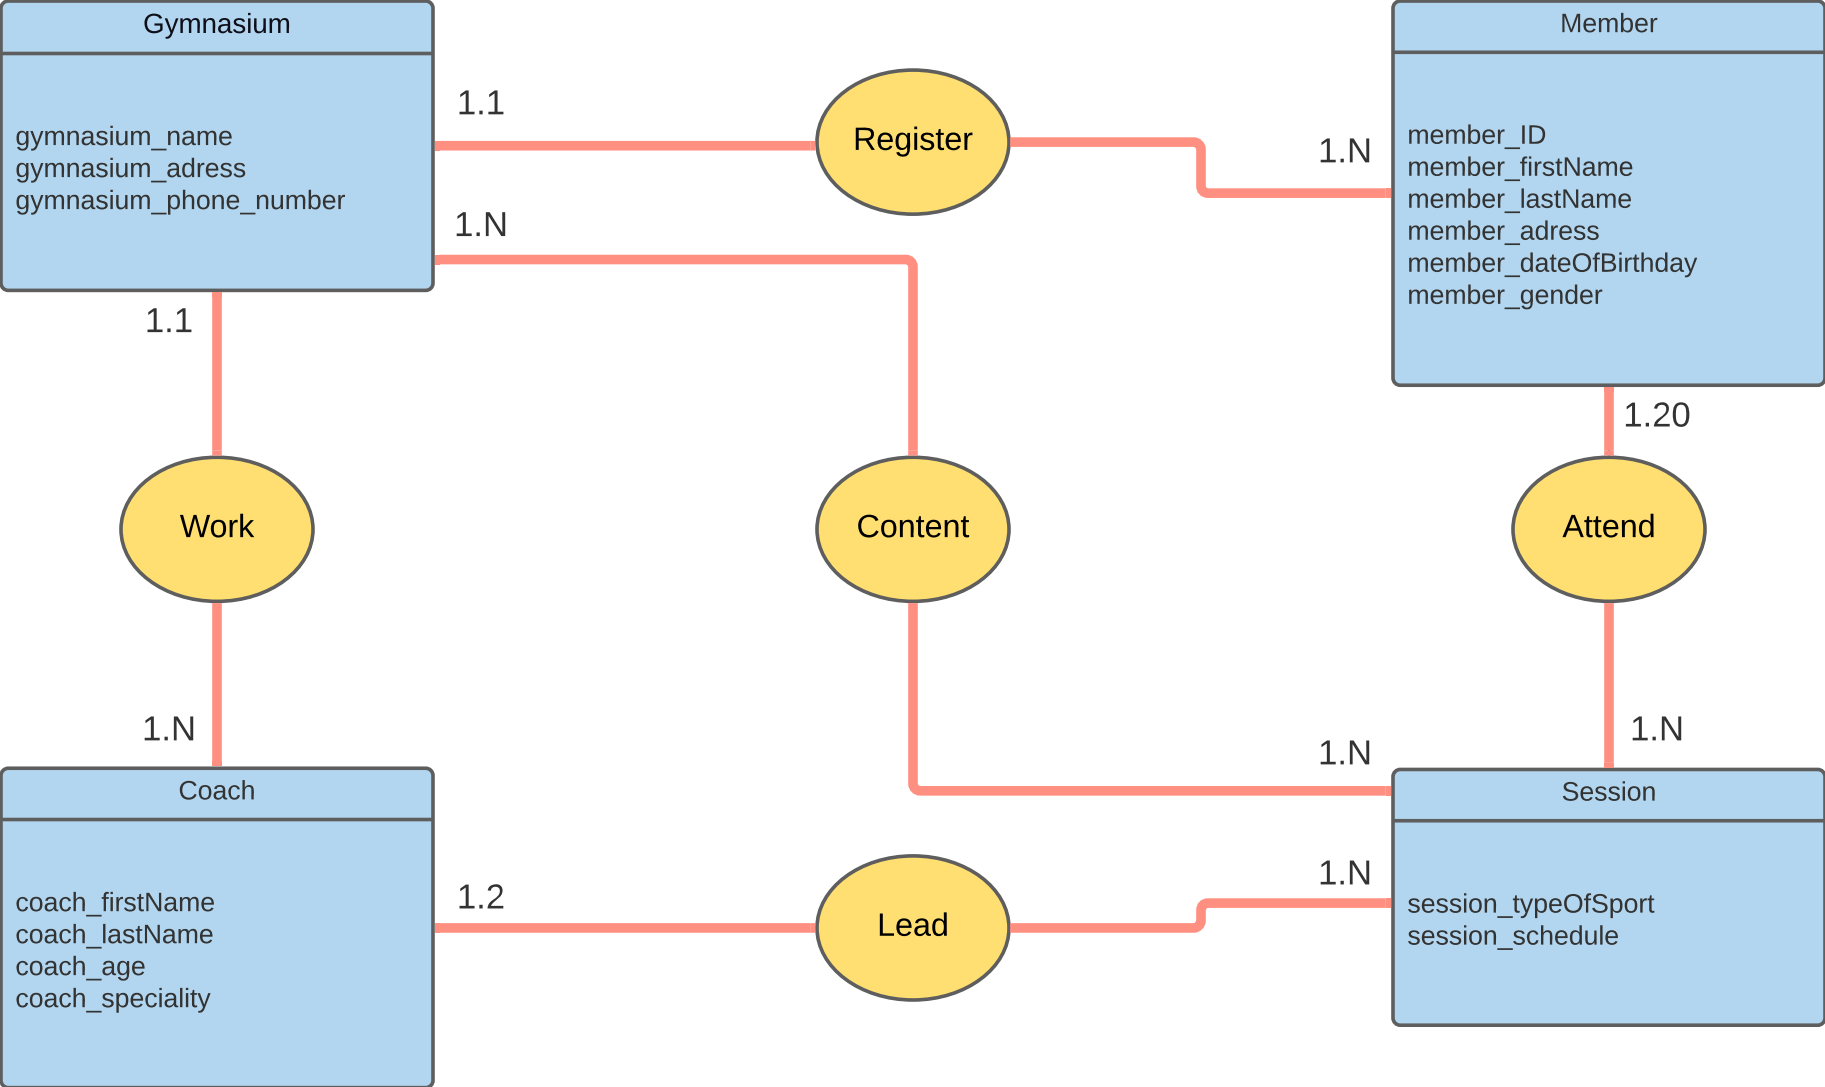 Gymnasium
gymnasium_name
gymnasium_adress
gymnasium_phone_number
1.1
Register
1.N
Member
member_ID
member_firstName
member_lastName
member_adress
member_dateOfBirthday
member_gender
1.N
1.1
1.20
Work
Content
Attend
1.N
1.N
1.N
Coach
coach_firstName
coach_lastName
coach_age
coach_speciality
1.2
Lead
1.N
Session
session_typeOfSport
session_schedule